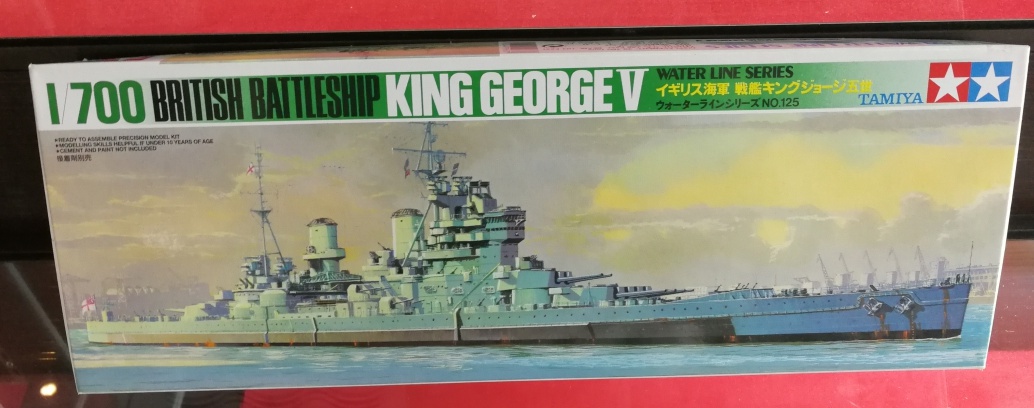 1/700 BRITISH BATTLESHIP KING GEORGE V
WATER LINE SERIES
イギリス海軍 戦艦キングジョージ五世
ウォーターラインシリーズ NO.125
TAMIYA
●READY TO ASSEMBLE PRECISION MODEL KIT
●MODELLING SKILLS HELPFUL IF UNDER 10 YEARS OF AGE
●CEMENT AND PAINT NOT INCLUDED
接着剤別売